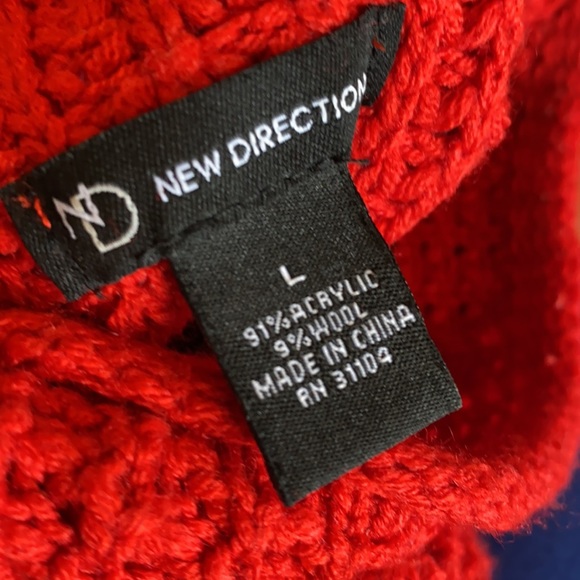 ND NEW DIRECTION
L
91% ACRYLIC
9% WOOL
MADE IN CHINA
RN 31104